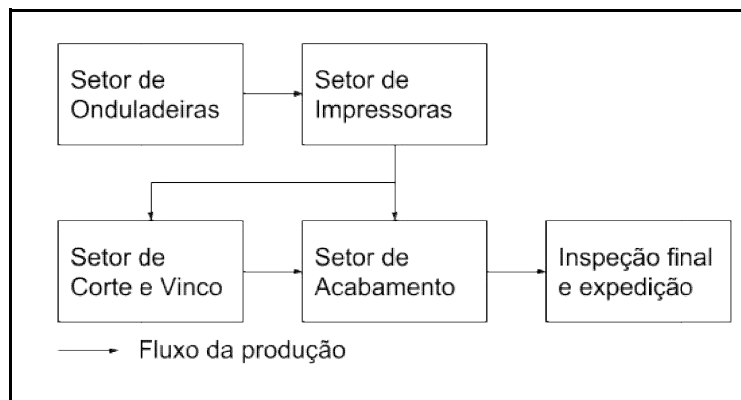 Setor de
Onduladeiras
Setor de
Impressoras
Setor de
Corte e Vinco
Setor de
Acabamento
Inspeção final
e expedição
Fluxo da produção